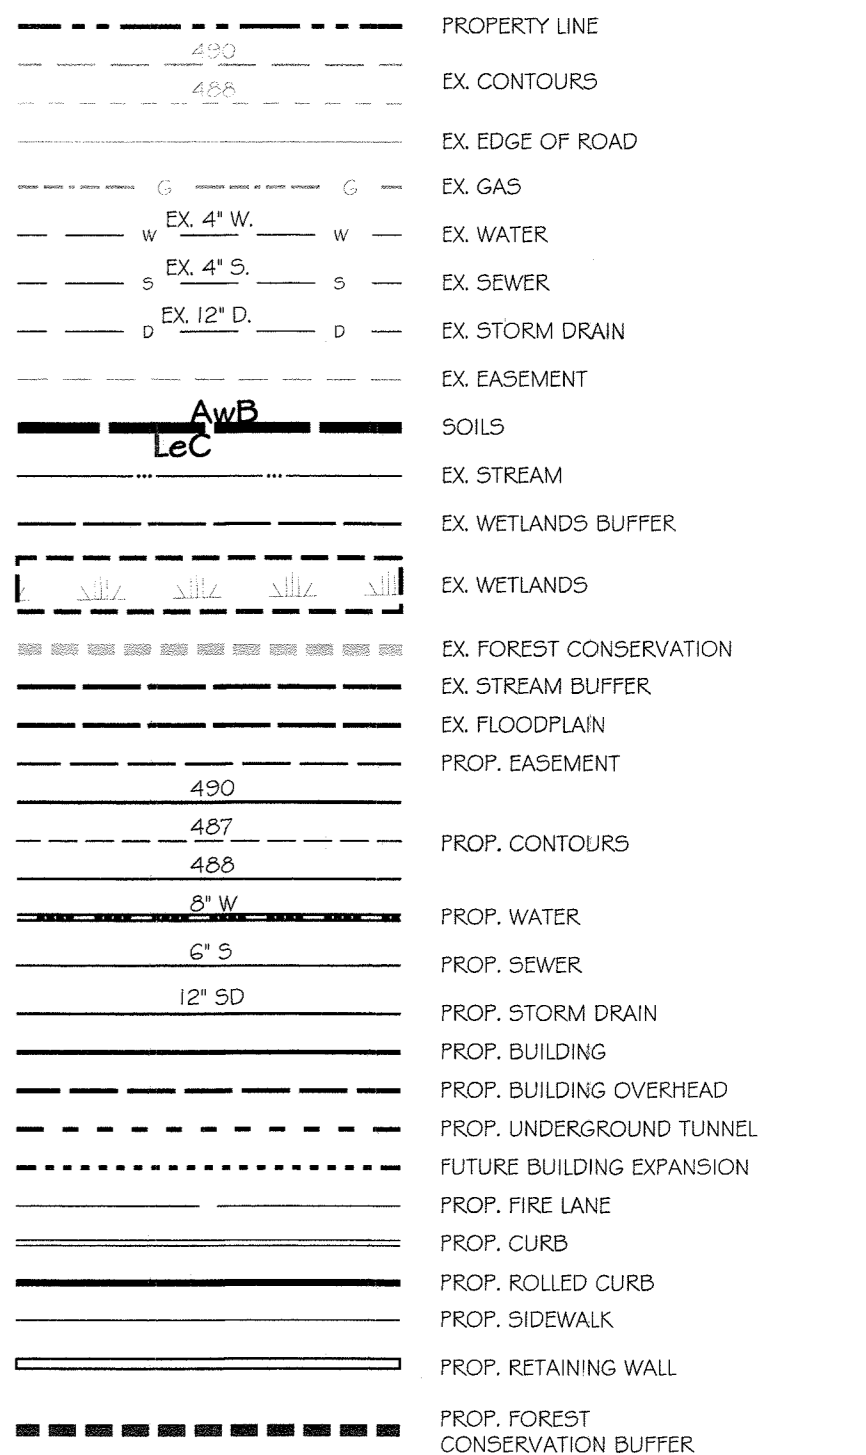 PROPERTY LINE
490
488
EX. CONTOURS
EX. EDGE OF ROAD
G G
EX. GAS
EX. 4" W.
W W
EX. WATER
EX. 4" S.
S S
EX. SEWER
EX. 12" D.
D D
EX. STORM DRAIN
EX. EASEMENT
AwB
LeC
SOILS
EX. STREAM
EX. WETLANDS BUFFER
EX. WETLANDS
EX. FOREST CONSERVATION
EX. STREAM BUFFER
EX. FLOODPLAIN
PROP. EASEMENT
490
487
488
PROP. CONTOURS
8" W
PROP. WATER
6" S
PROP. SEWER
12" SD
PROP. STORM DRAIN
PROP. BUILDING
PROP. BUILDING OVERHEAD
PROP. UNDERGROUND TUNNEL
FUTURE BUILDING EXPANSION
PROP. FIRE LANE
PROP. CURB
PROP. ROLLED CURB
PROP. SIDEWALK
PROP. RETAINING WALL
PROP. FOREST
CONSERVATION BUFFER